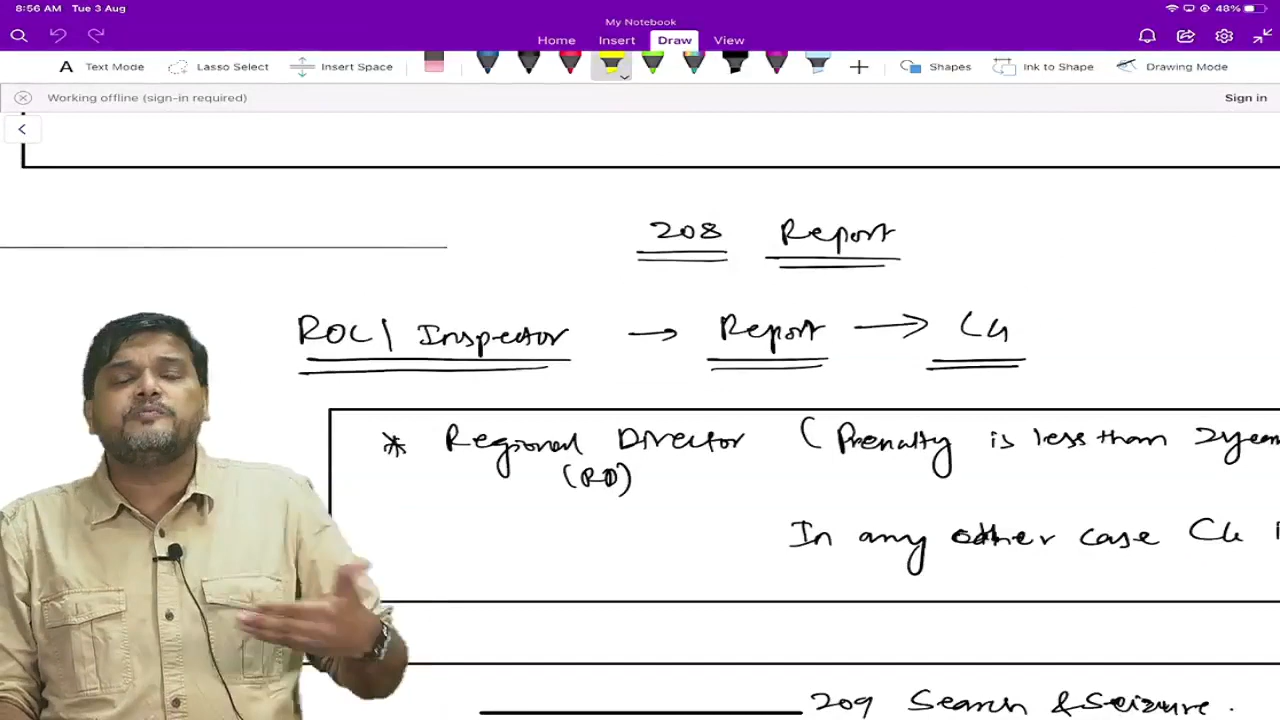 8:56 AM Tue 3 Aug
48%
My Notebook
Home Insert Draw View
A Text Mode Lasso Select Insert Space Shapes Ink to Shape Drawing Mode
Working offline (sign-in required) Sign in
208 Report
ROC/ Inspector → Report → CG
* Regional Director (Prenalty is less than 2 year
(RD)
In any other case CG
209 Search & Seizure.